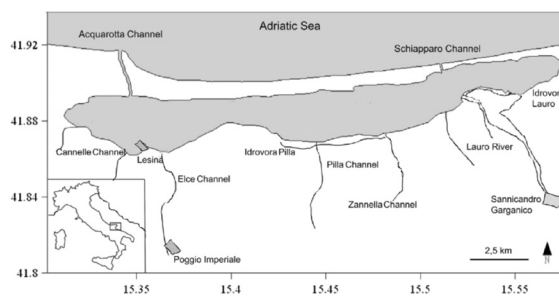 Adriatic Sea
Acquarotta Channel
Schiapparo Channel
41.92
41.88
41.84
41.8
Idrovora
Lauro
Cannelle Channel
Lesina
Idrovora Pilla
Pilla Channel
Lauro River
Elce Channel
Zannella Channel
Sannicandro
Garganico
Poggio Imperiale
2,5 km
N
15.35
15.4
15.45
15.5
15.55